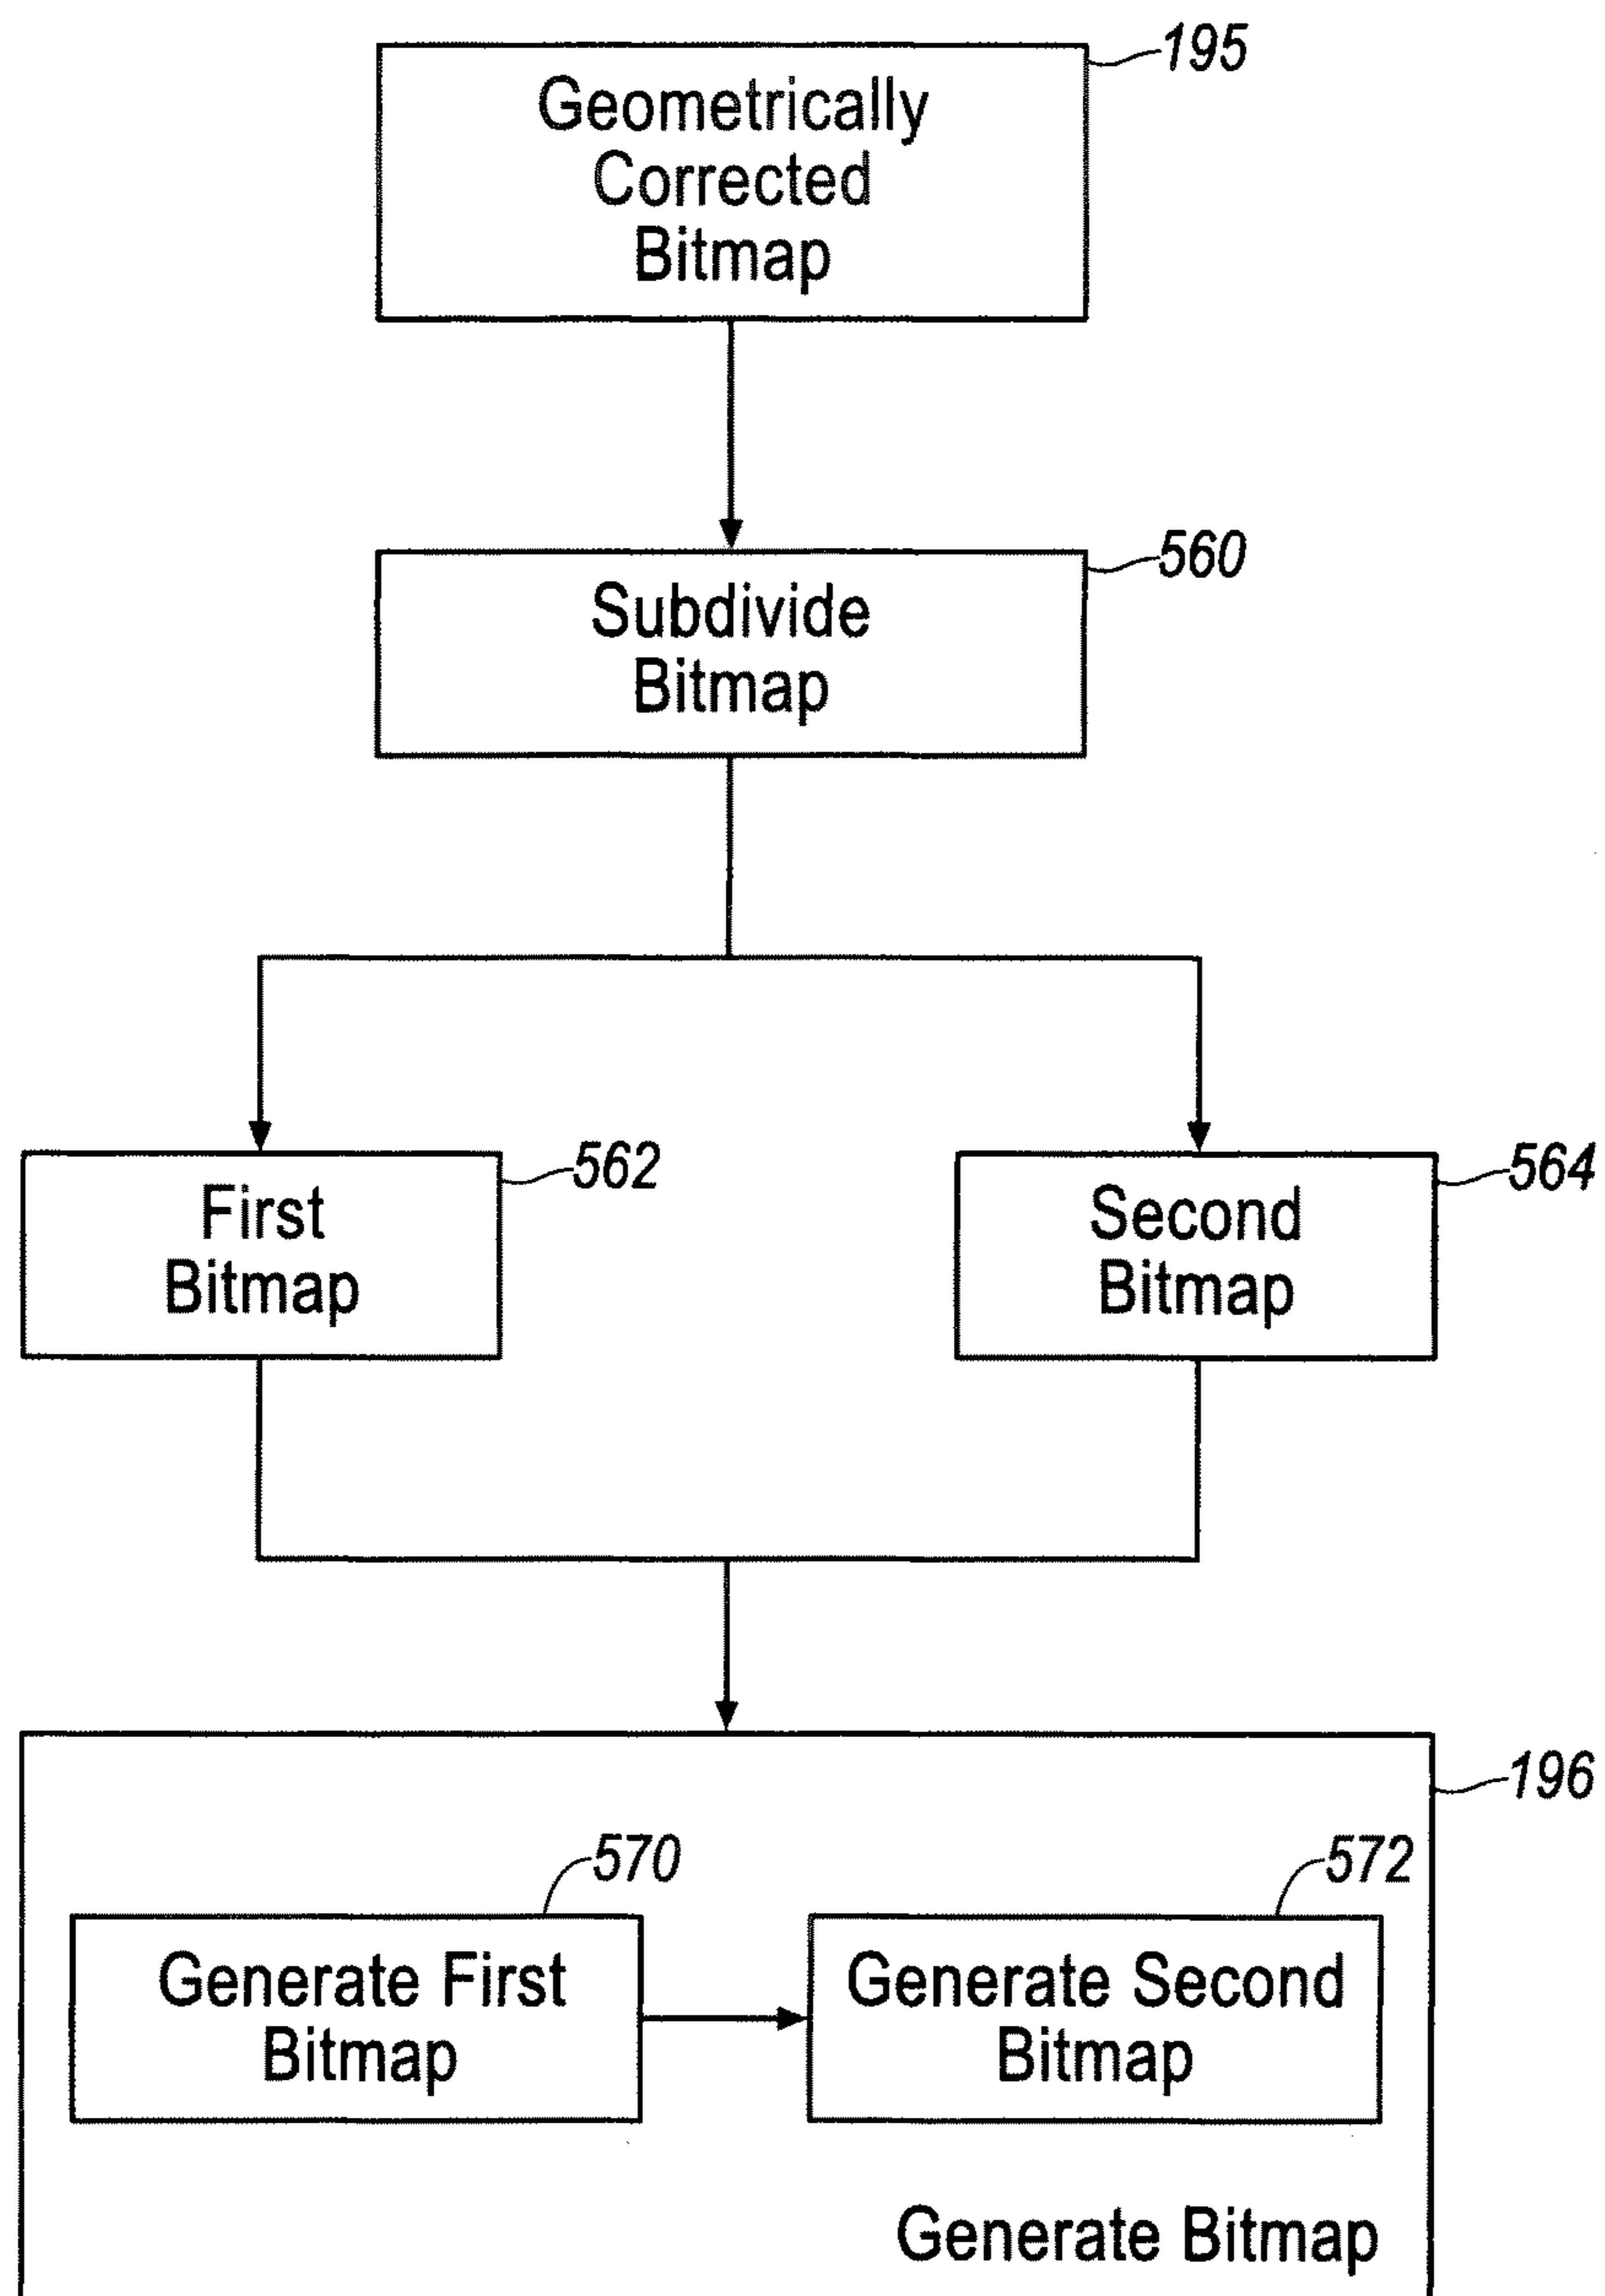 195
Geometrically
Corrected
Bitmap
560
Subdivide
Bitmap
562
First
Bitmap
564
Second
Bitmap
196
570
Generate First
Bitmap
572
Generate Second
Bitmap
Generate Bitmap